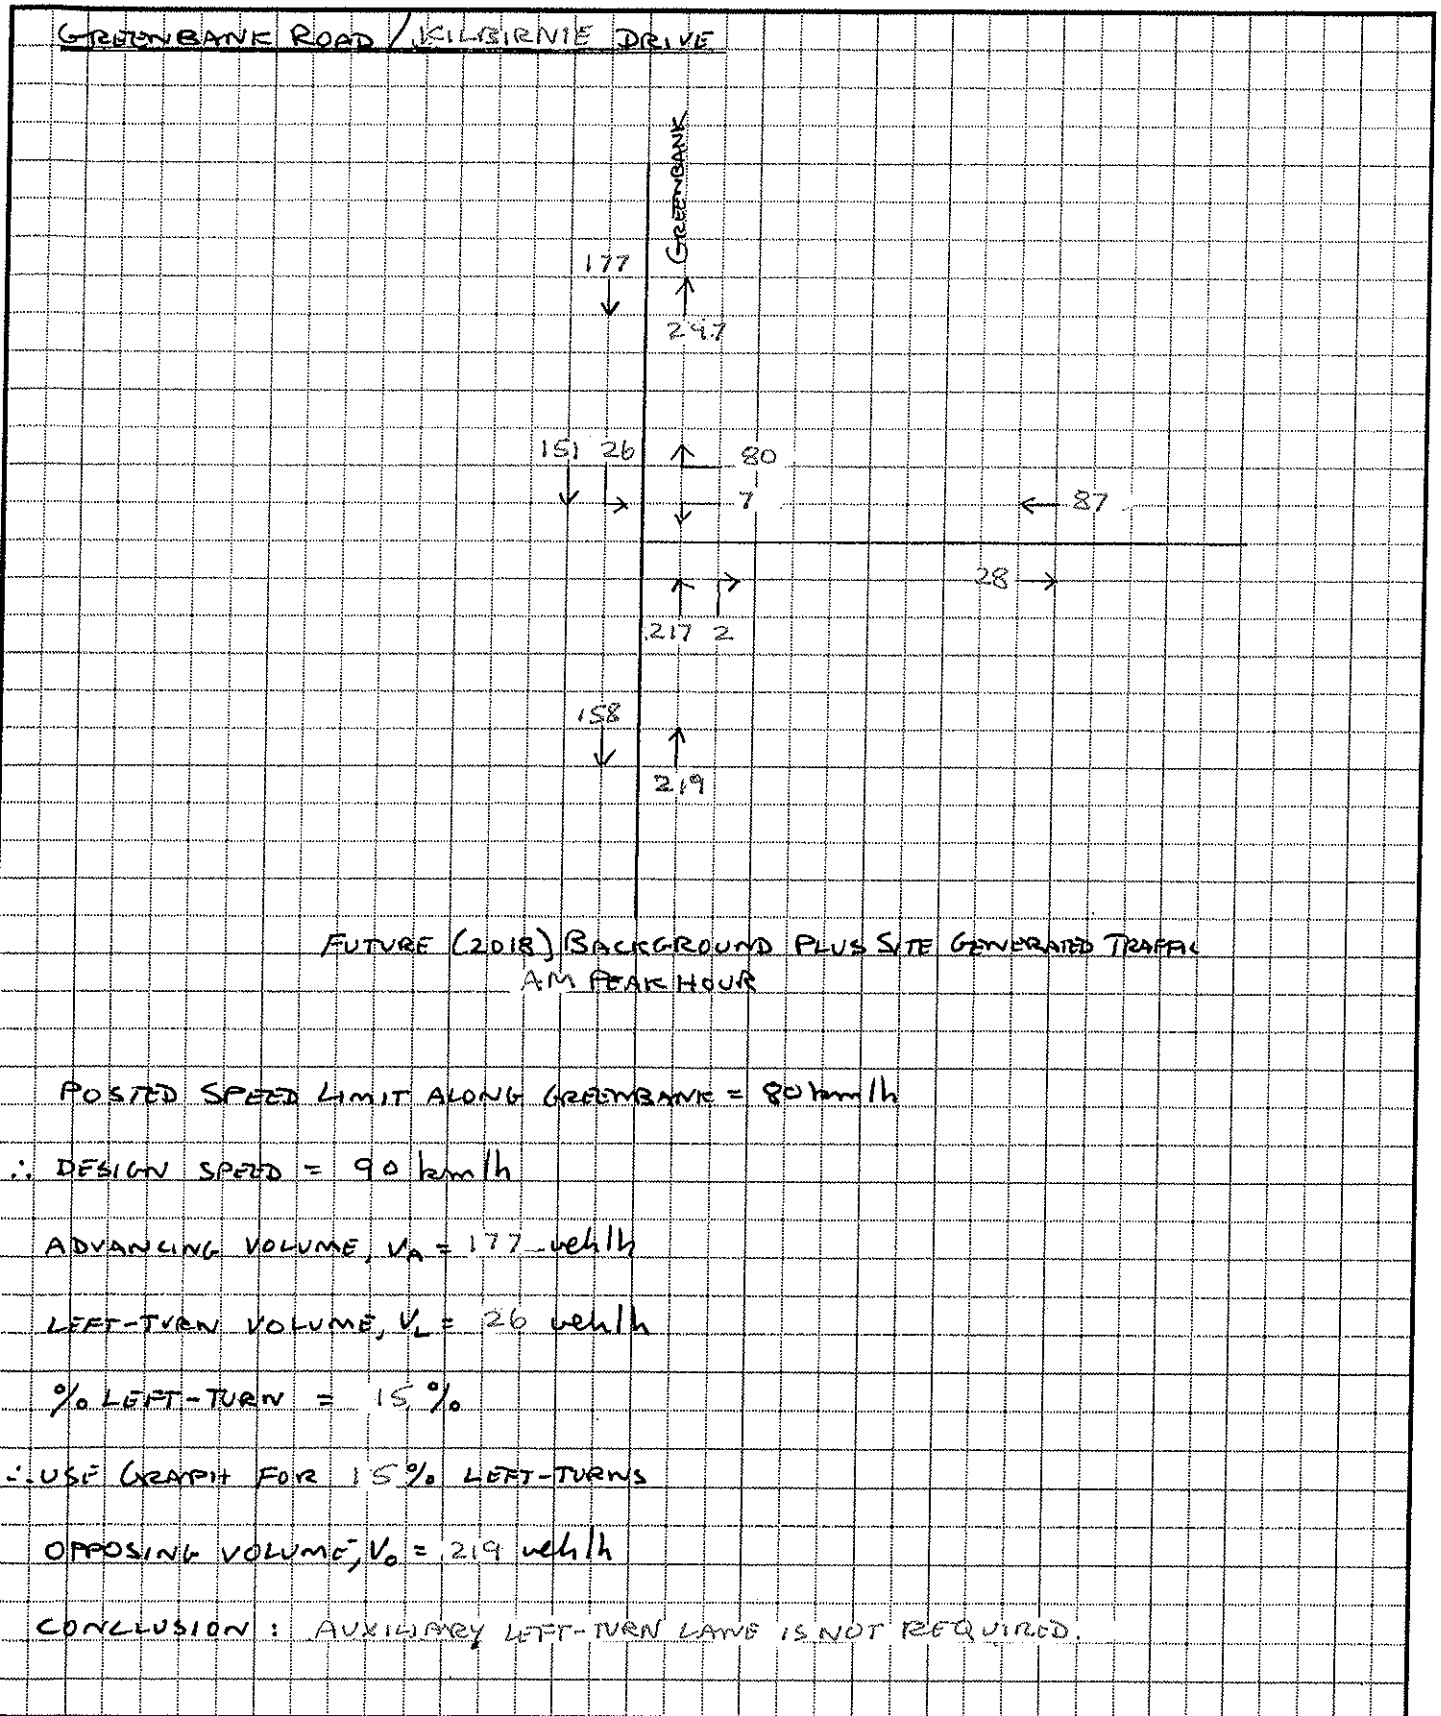 GREENBANK ROAD / KILBIRNIE DRIVE
GREENBANK
177
297
151 26
80
7
87
28
217 2
158
219
FUTURE (2018) BACKGROUND PLUS SITE GENERATED TRAFFIC
AM PEAK HOUR
POSTED SPEED LIMIT ALONG GREENBANK = 80 km/h
∴ DESIGN SPEED = 90 km/h
ADVANCING VOLUME, VA = 177 veh/h
LEFT-TURN VOLUME, VL = 26 veh/h
% LEFT-TURN = 15 %
∴ USE GRAPH FOR 15% LEFT-TURNS
OPPOSING VOLUME, Vo = 219 veh/h
CONCLUSION : AUXILIARY LEFT-TURN LANE IS NOT REQUIRED.